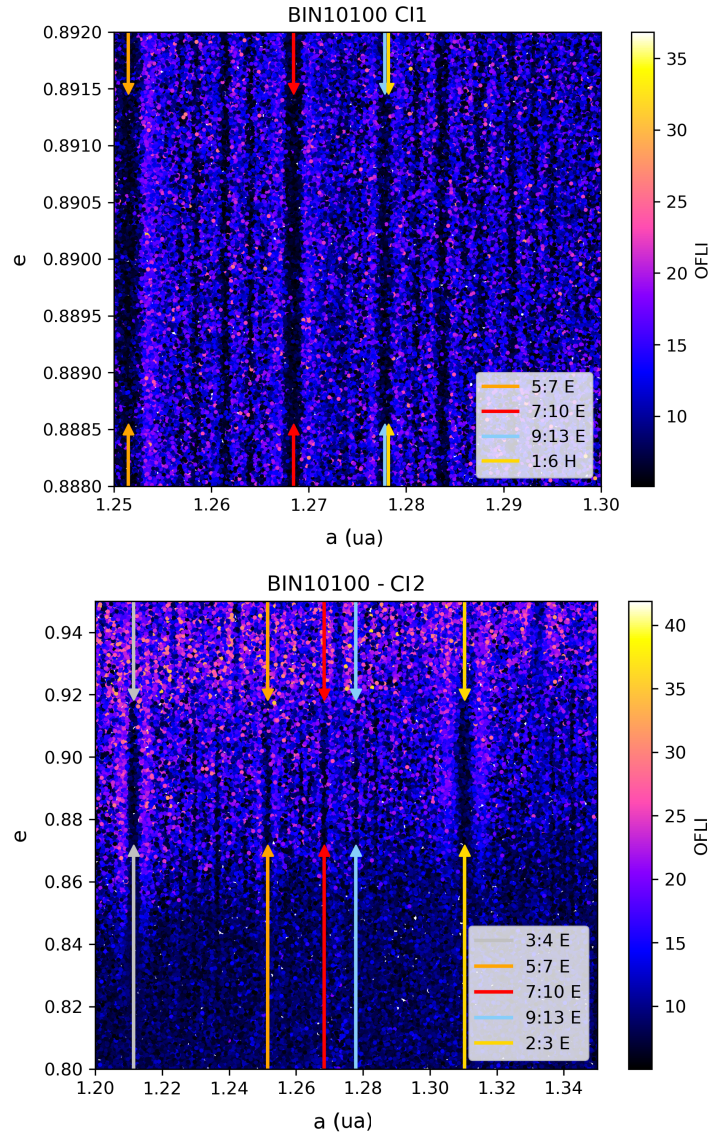 BIN10100 CI1
0.8920
0.8915
0.8910
0.8905
0.8900
0.8895
0.8890
0.8885
0.8880
e
1.25 1.26 1.27 1.28 1.29 1.30
a (ua)
5:7 E
7:10 E
9:13 E
1:6 H
35
30
25
20
15
10
OFLI
BIN10100 - CI2
0.94
0.92
0.90
0.88
0.86
0.84
0.82
0.80
e
1.20 1.22 1.24 1.26 1.28 1.30 1.32 1.34
a (ua)
3:4 E
5:7 E
7:10 E
9:13 E
2:3 E
40
35
30
25
20
15
10
OFLI